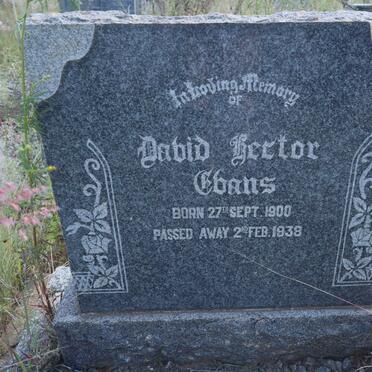 In Loving Memory
OF
David Hector
Evans
BORN 27TH SEPT. 1900
PASSED AWAY 2ND FEB. 1938